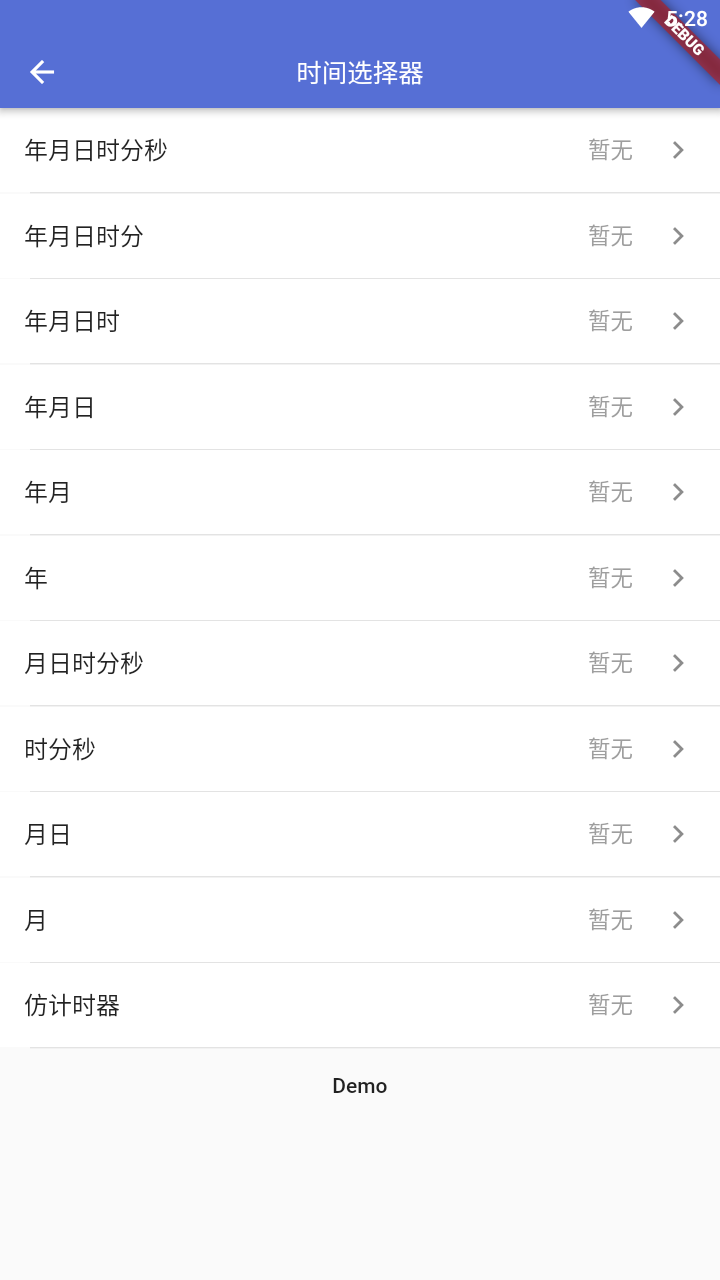 5:28
DEBUG
时间选择器
年月日时分秒 暂无
年月日时分 暂无
年月日时 暂无
年月日 暂无
年月 暂无
年 暂无
月日时分秒 暂无
时分秒 暂无
月日 暂无
月 暂无
仿计时器 暂无
Demo